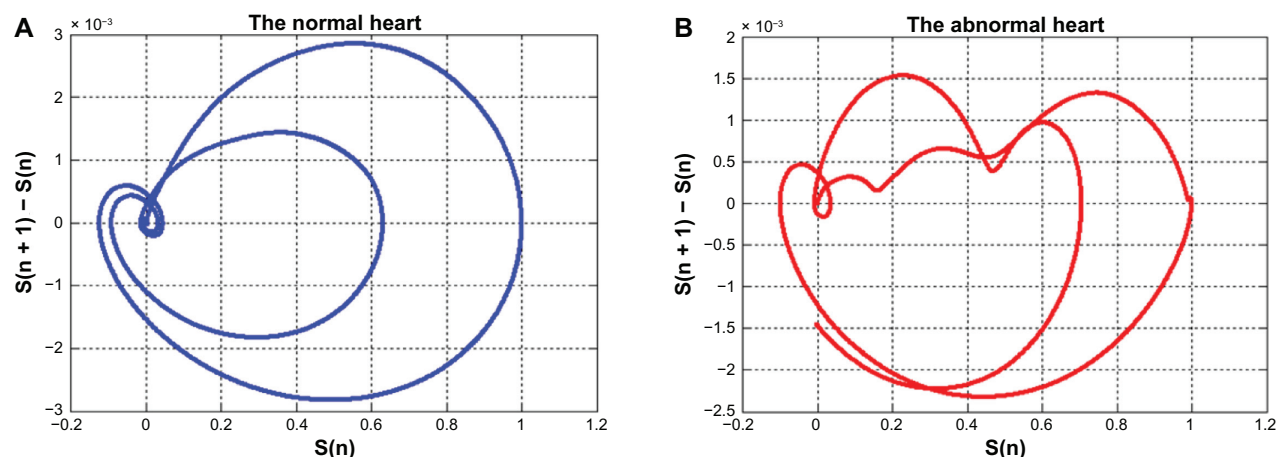 A
The normal heart
× 10⁻³
3
2
1
0
−1
−2
−3
−0.2 0 0.2 0.4 0.6 0.8 1 1.2
S(n + 1) − S(n)
S(n)
B
The abnormal heart
× 10⁻³
2
1.5
1
0.5
0
−0.5
−1
−1.5
−2
−2.5
−0.2 0 0.2 0.4 0.6 0.8 1 1.2
S(n + 1) − S(n)
S(n)